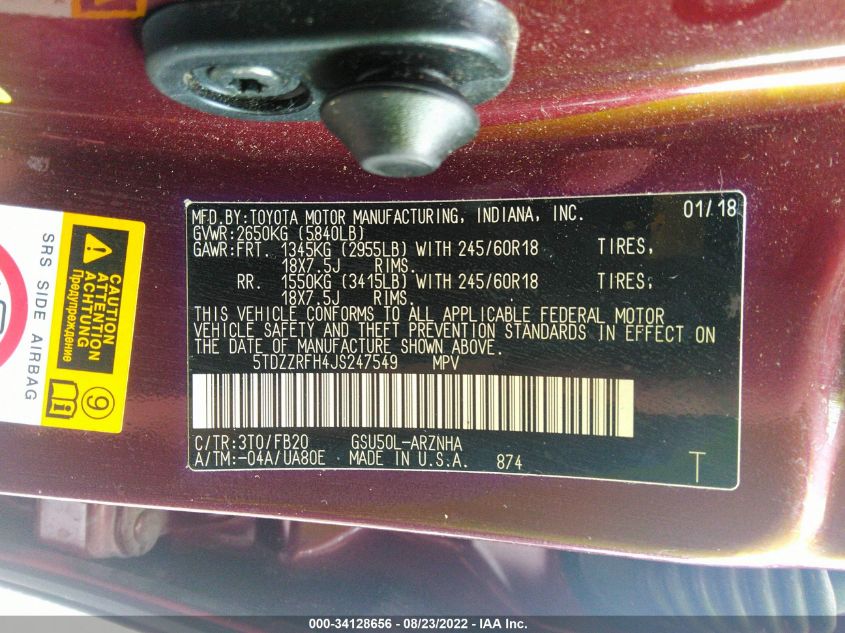 MFD.BY:TOYOTA MOTOR MANUFACTURING, INDIANA, INC. 01/18
GVWR:2650KG (5840LB)
GAWR:FRT. 1345KG (2955LB) WITH 245/60R18 TIRES,
18X7.5J RIMS.
RR. 1550KG (3415LB) WITH 245/60R18 TIRES,
18X7.5J RIMS.
THIS VEHICLE CONFORMS TO ALL APPLICABLE FEDERAL MOTOR
VEHICLE SAFETY AND THEFT PREVENTION STANDARDS IN EFFECT ON
THE DATE OF MANUFACTURE SHOWN ABOVE.
5TDZZRFH4JS247549 MPV
C/TR:3T0/FB20 GSU50L-ARZNHA
A/TM:-04A/UA80E MADE IN U.S.A. 874 T
SRS SIDE AIRBAG
CAUTION
ATTENTION
ACHTUNG
Предупреждение
9
000-34128656 - 08/23/2022 - IAA Inc.